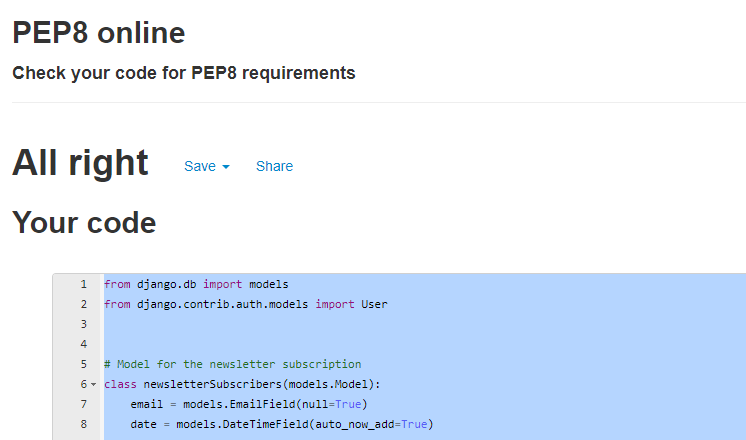 PEP8 online
Check your code for PEP8 requirements
All right Save Share
Your code
1 from django.db import models
2 from django.contrib.auth.models import User
3
4
5 # Model for the newsletter subscription
6 class newsletterSubscribers(models.Model):
7     email = models.EmailField(null=True)
8     date = models.DateTimeField(auto_now_add=True)